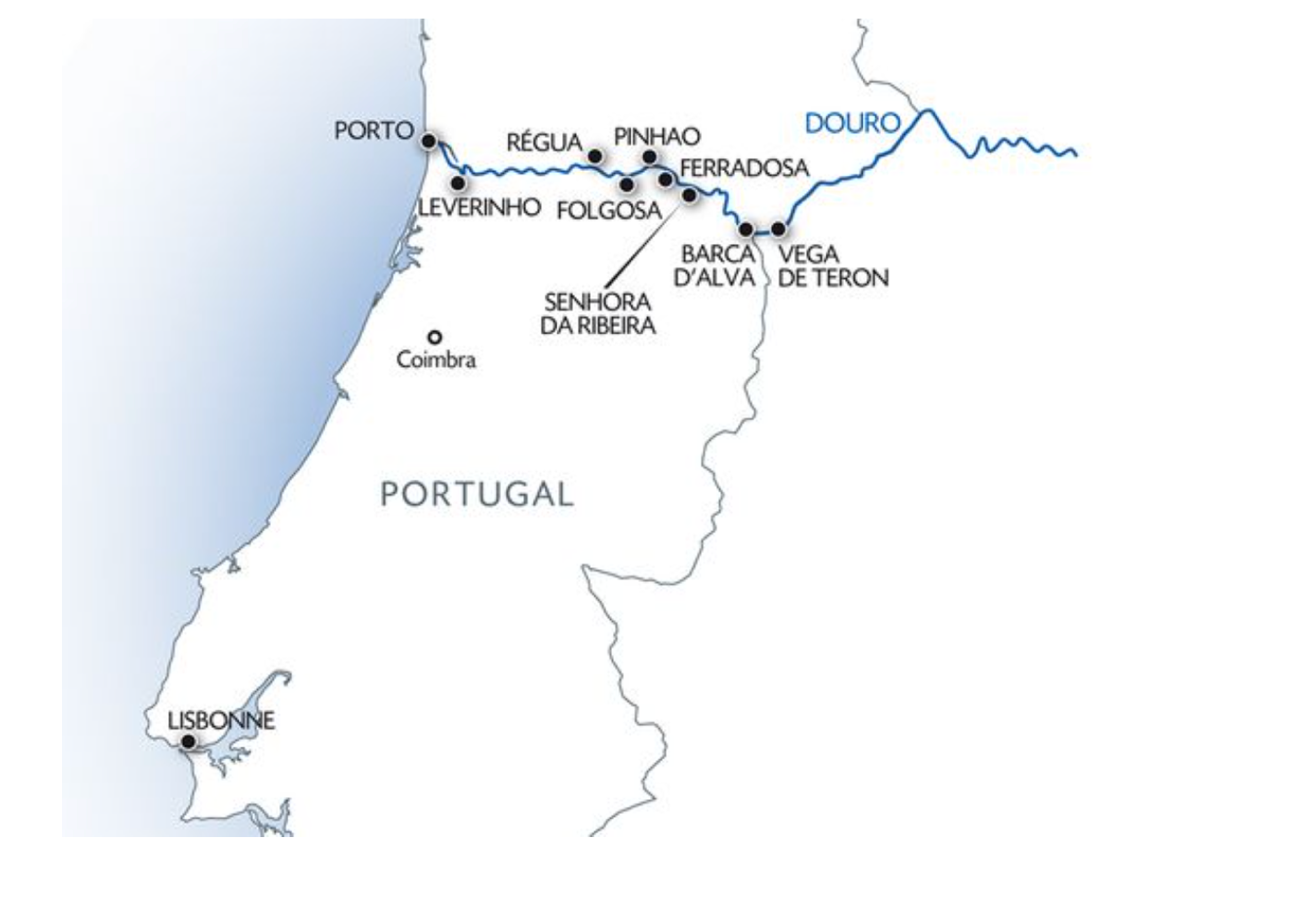 DOURO
PORTO
RÉGUA
PINHAO
FERRADOSA
LEVERINHO
FOLGOSA
BARCA
D'ALVA
VEGA
DE TERON
SENHORA
DA RIBEIRA
Coimbra
PORTUGAL
LISBONNE